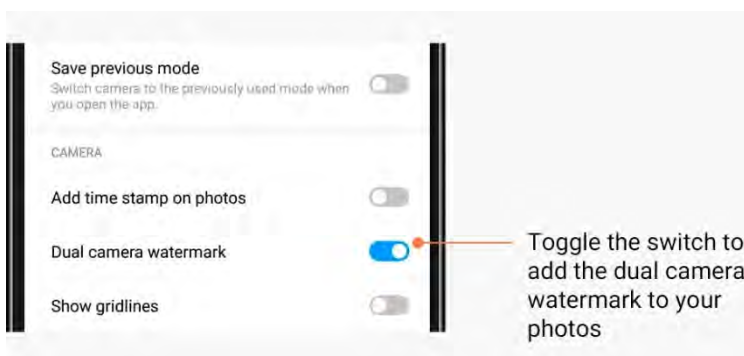 Save previous mode
Switch camera to the previously used mode when
you open the app.
CAMERA
Add time stamp on photos
Dual camera watermark
Show gridlines
Toggle the switch to
add the dual camera
watermark to your
photos